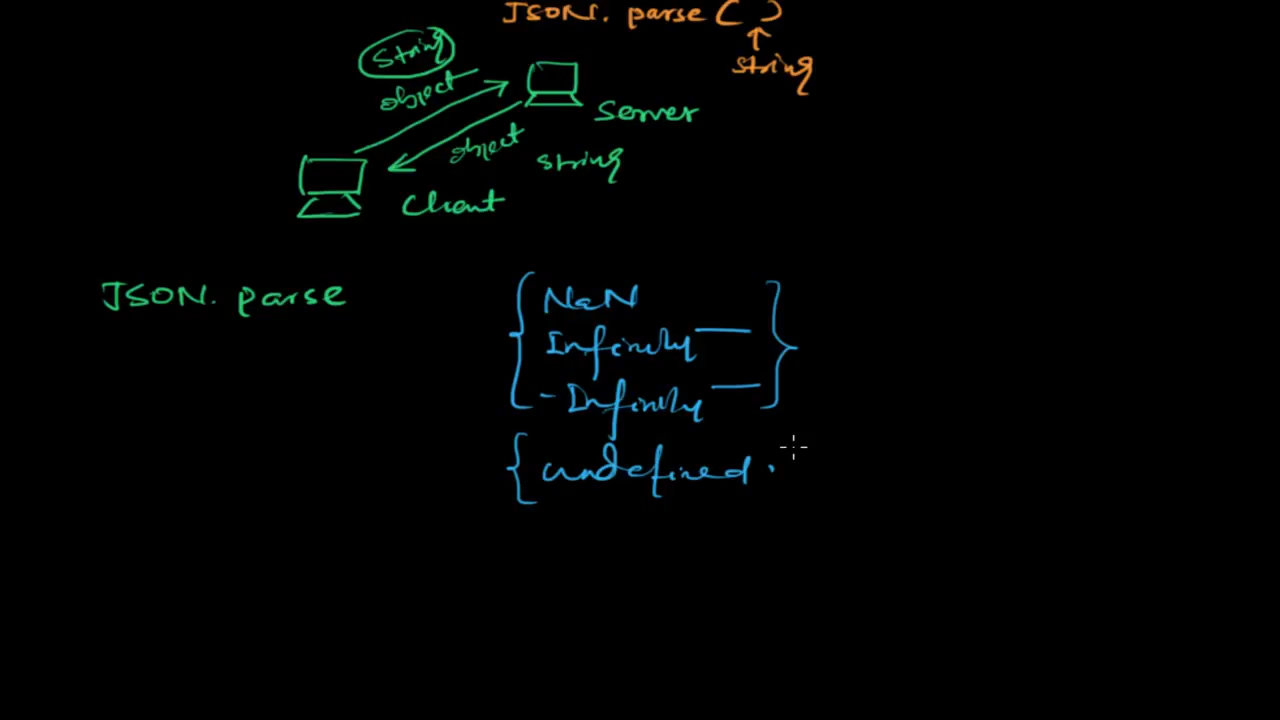 JSON. parse ( )
string
String
object
Server
object
string
Client
JSON. parse
NaN
Infinity
- Infinity
undefined